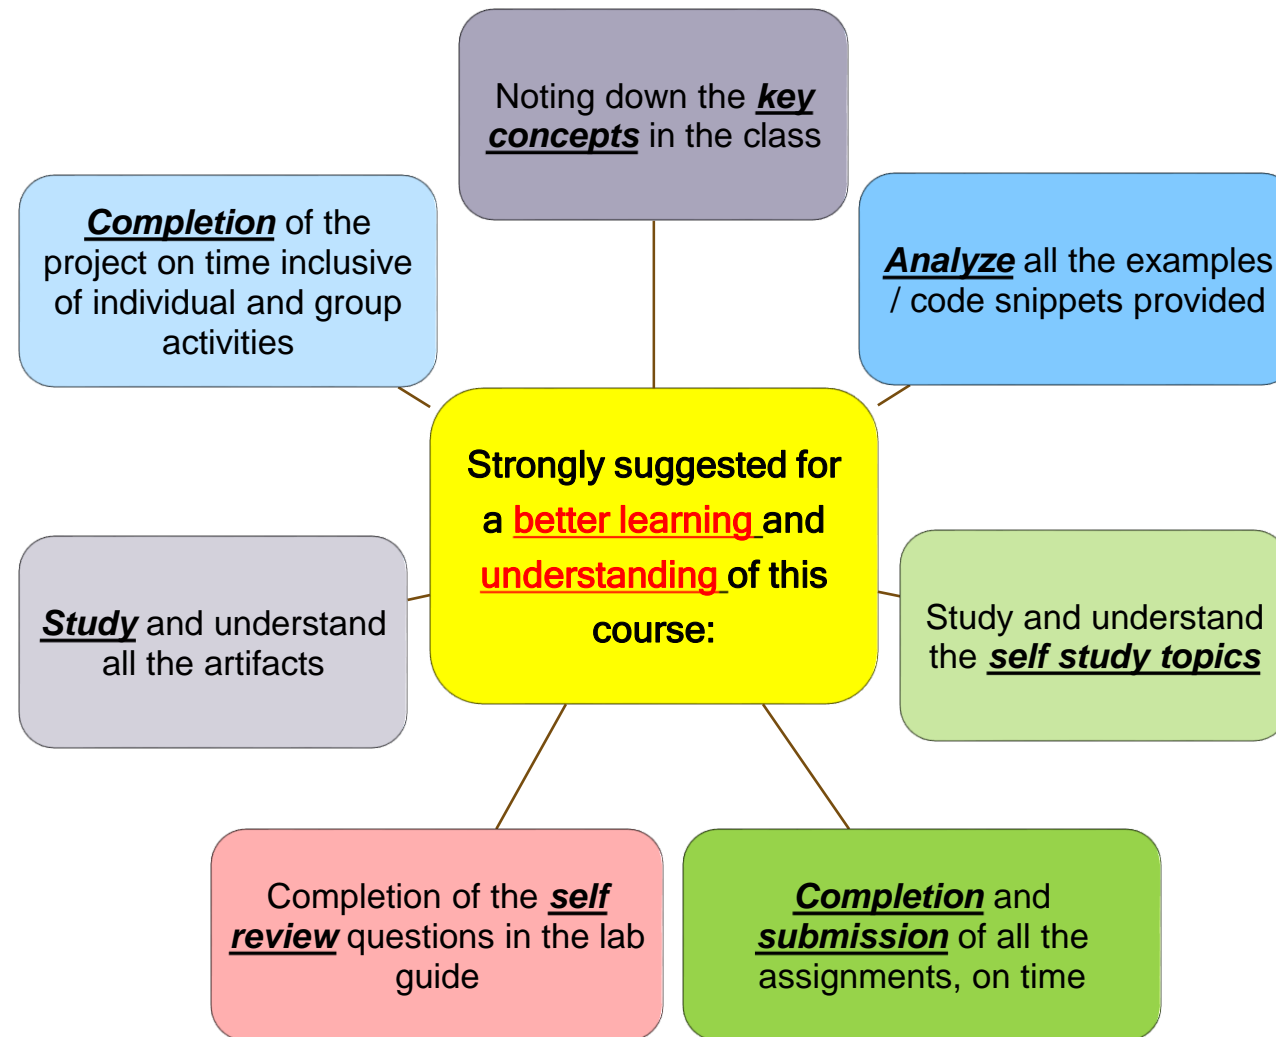 Noting down the key
concepts in the class
Completion of the
project on time inclusive
of individual and group
activities
Analyze all the examples
/ code snippets provided
Strongly suggested for
a better learning and
understanding of this
course:
Study and understand
all the artifacts
Study and understand
the self study topics
Completion of the self
review questions in the lab
guide
Completion and
submission of all the
assignments, on time